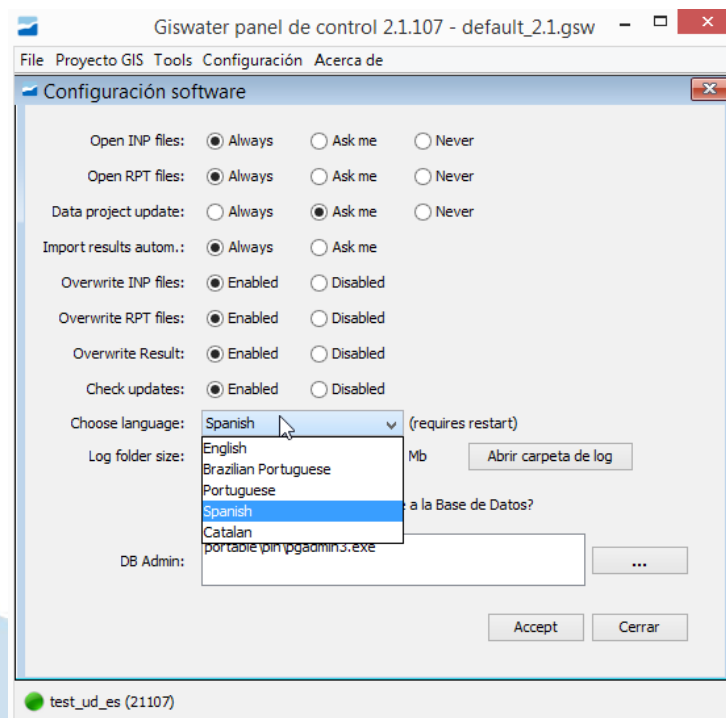 Giswater panel de control 2.1.107 - default_2.1.gsw
File Proyecto GIS Tools Configuración Acerca de
Configuración software
Open INP files: Always Ask me Never
Open RPT files: Always Ask me Never
Data project update: Always Ask me Never
Import results autom.: Always Ask me
Overwrite INP files: Enabled Disabled
Overwrite RPT files: Enabled Disabled
Overwrite Result: Enabled Disabled
Check updates: Enabled Disabled
Choose language: Spanish (requires restart)
English
Log folder size: Mb Abrir carpeta de log
Brazilian Portuguese
Portuguese
Spanish a la Base de Datos?
Catalan
portable\bin\pgadmin3.exe
DB Admin: ...
Accept Cerrar
test_ud_es (21107)